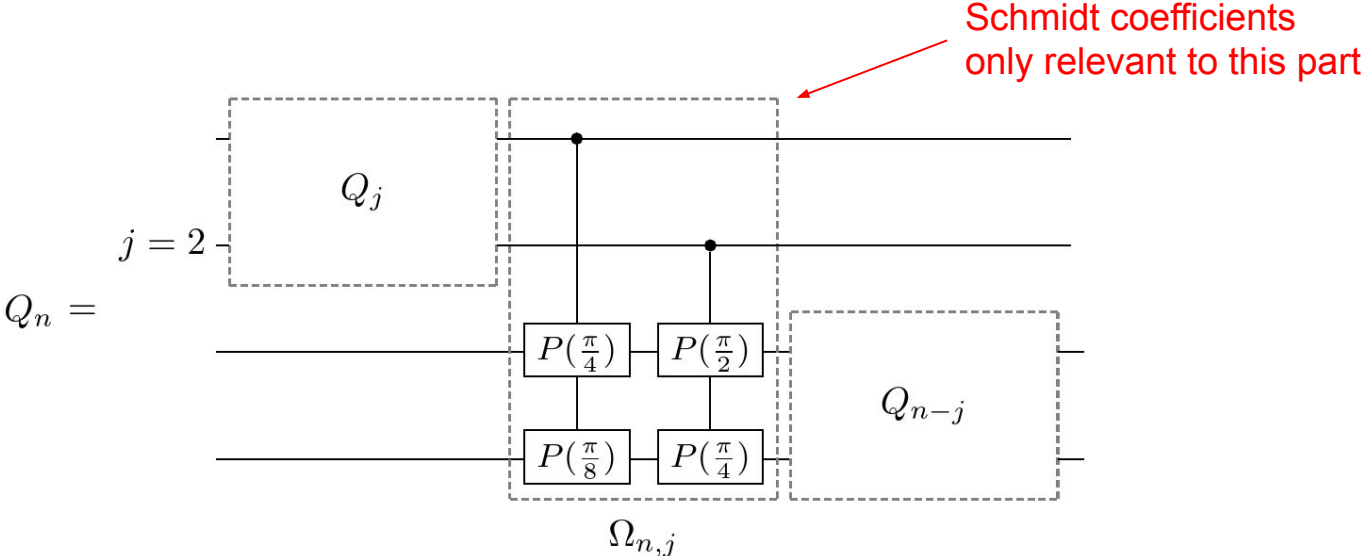 Schmidt coefficients
only relevant to this part
Q_j
j = 2
Q_n =
P(π/4) P(π/2)
Q_{n−j}
P(π/8) P(π/4)
Ω_{n,j}